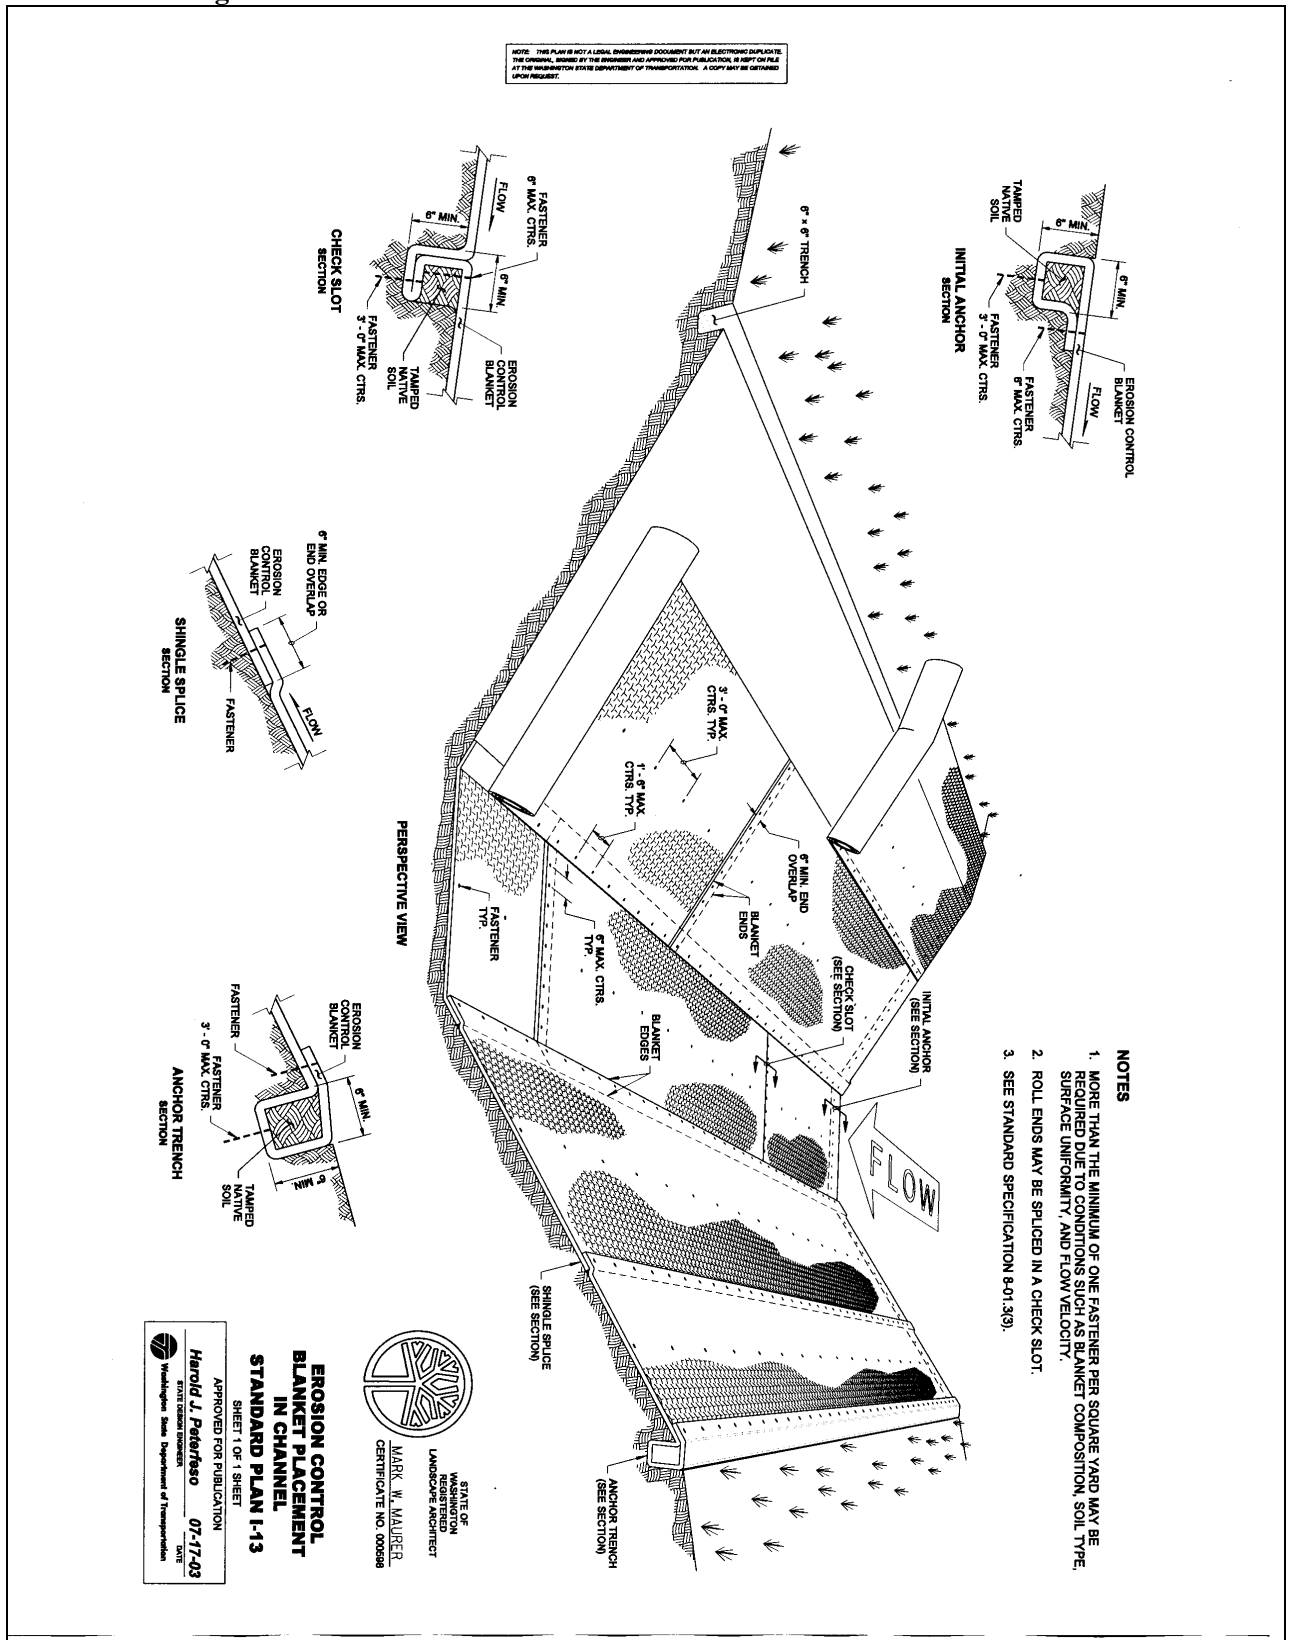 NOTE: THIS PLAN IS NOT A LEGAL ENGINEERING DOCUMENT BUT AN ELECTRONIC DUPLICATE.
THE ORIGINAL, SIGNED BY THE ENGINEER AND APPROVED FOR PUBLICATION, IS KEPT ON FILE
AT THE WASHINGTON STATE DEPARTMENT OF TRANSPORTATION. A COPY MAY BE OBTAINED
UPON REQUEST.
TAMPED
NATIVE
SOIL
6" MIN.
6" MIN.
EROSION CONTROL
BLANKET
FLOW
FASTENER
6" MAX. CTRS.
FASTENER
3' - 0" MAX. CTRS.
INITIAL ANCHOR
SECTION
NOTES
1. MORE THAN THE MINIMUM OF ONE FASTENER PER SQUARE YARD MAY BE
REQUIRED DUE TO CONDITIONS SUCH AS BLANKET COMPOSITION, SOIL TYPE,
SURFACE UNIFORMITY, AND FLOW VELOCITY.
2. ROLL ENDS MAY BE SPLICED IN A CHECK SLOT.
3. SEE STANDARD SPECIFICATION 8-01.3(3).
6" × 6" TRENCH
3' - 0" MAX.
CTRS. TYP.
1' - 6" MAX.
CTRS. TYP.
6" MIN. END
OVERLAP
BLANKET
ENDS
CHECK SLOT
(SEE SECTION)
INITIAL ANCHOR
(SEE SECTION)
FLOW
FASTENER
TYP.
6" MAX. CTRS.
TYP.
BLANKET
EDGES
SHINGLE SPLICE
(SEE SECTION)
ANCHOR TRENCH
(SEE SECTION)
PERSPECTIVE VIEW
FASTENER
6" MAX. CTRS.
FLOW
6" MIN.
6" MIN.
EROSION
CONTROL
BLANKET
TAMPED
NATIVE
SOIL
FASTENER
3' - 0" MAX. CTRS.
CHECK SLOT
SECTION
6" MIN. EDGE OR
END OVERLAP
EROSION
CONTROL
BLANKET
FLOW
FASTENER
SHINGLE SPLICE
SECTION
EROSION
CONTROL
BLANKET
6" MIN.
6" MIN.
FASTENER
FASTENER
3' - 0" MAX. CTRS.
TAMPED
NATIVE
SOIL
ANCHOR TRENCH
SECTION
STATE OF
WASHINGTON
REGISTERED
LANDSCAPE ARCHITECT
MARK W. MAURER
CERTIFICATE NO. 000598
EROSION CONTROL
BLANKET PLACEMENT
IN CHANNEL
STANDARD PLAN I-13
SHEET 1 OF 1 SHEET
APPROVED FOR PUBLICATION
Harold J. Peterfeso 07-17-03
STATE DESIGN ENGINEER DATE
Washington State Department of Transportation